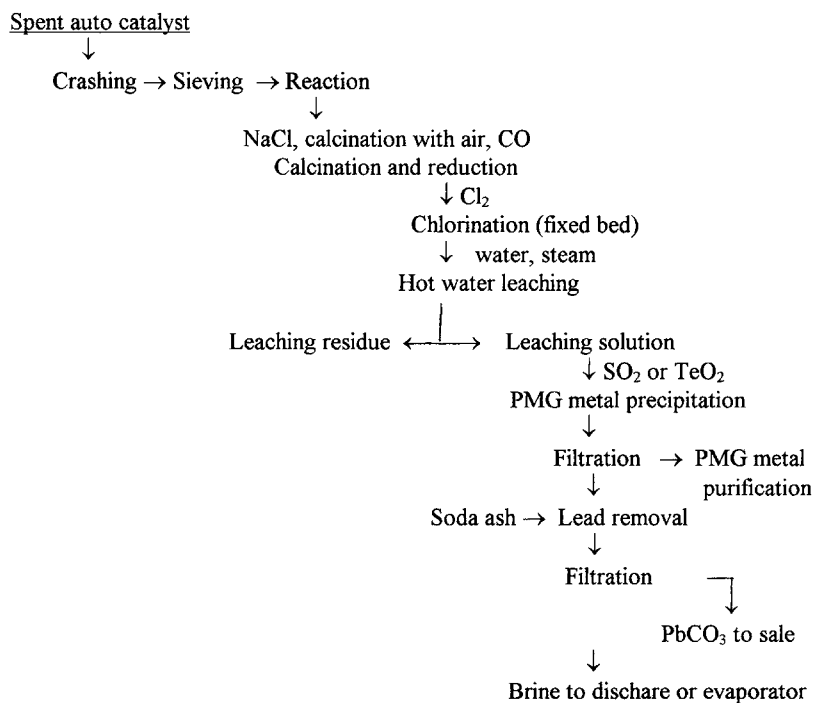 Spent auto catalyst
↓
Crashing → Sieving → Reaction
↓
NaCl, calcination with air, CO
Calcination and reduction
↓ Cl₂
Chlorination (fixed bed)
↓ water, steam
Hot water leaching
Leaching residue ←→ Leaching solution
↓ SO₂ or TeO₂
PMG metal precipitation
↓
Filtration → PMG metal
purification
↓
Soda ash → Lead removal
↓
Filtration
PbCO₃ to sale
↓
Brine to dischare or evaporator